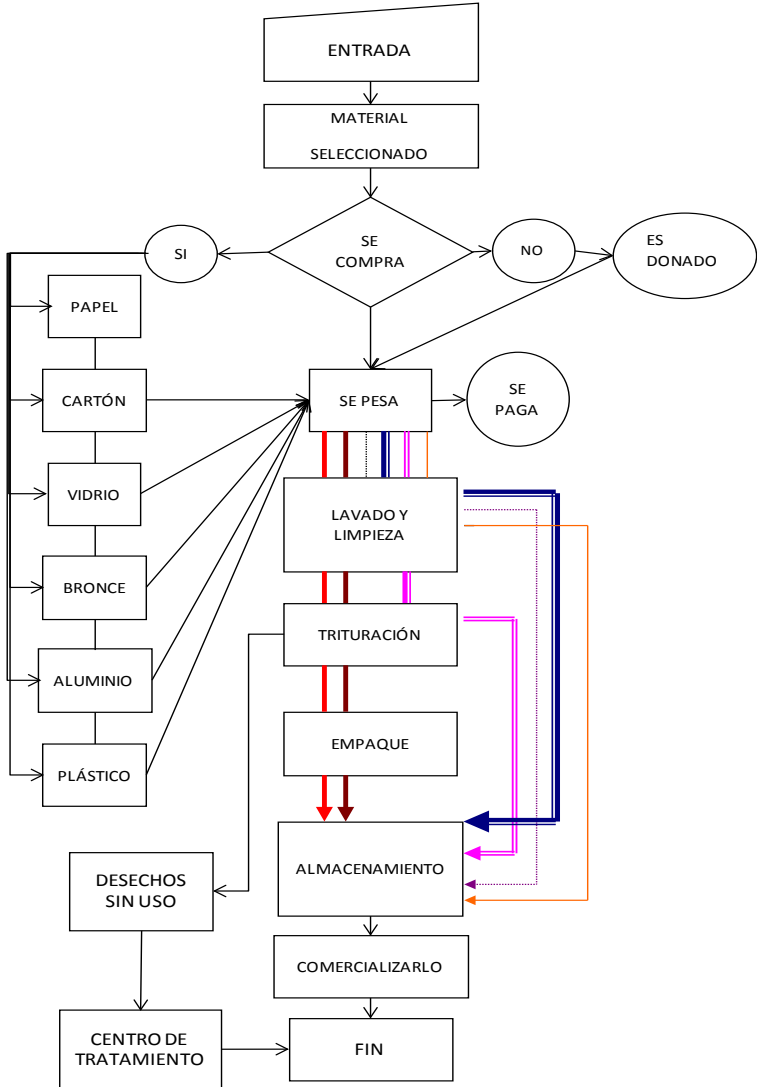 ENTRADA
MATERIAL
SELECCIONADO
SI
SE
COMPRA
NO
ES
DONADO
PAPEL
CARTÓN
SE PESA
SE
PAGA
VIDRIO
LAVADO Y
LIMPIEZA
BRONCE
TRITURACIÓN
ALUMINIO
EMPAQUE
PLÁSTICO
ALMACENAMIENTO
DESECHOS
SIN USO
COMERCIALIZARLO
CENTRO DE
TRATAMIENTO
FIN